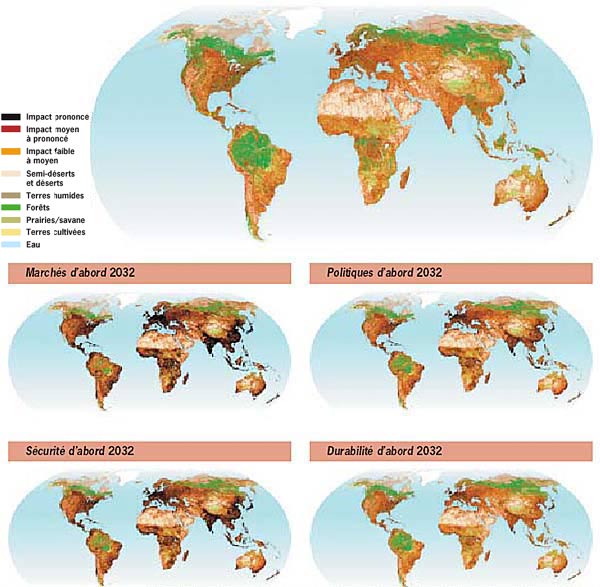 Impact prononcé
Impact moyen
à prononcé
Impact faible
à moyen
Semi-déserts
et déserts
Terres humides
Forêts
Prairies/savane
Terres cultivées
Eau
Marchés d'abord 2032
Politiques d'abord 2032
Sécurité d'abord 2032
Durabilité d'abord 2032